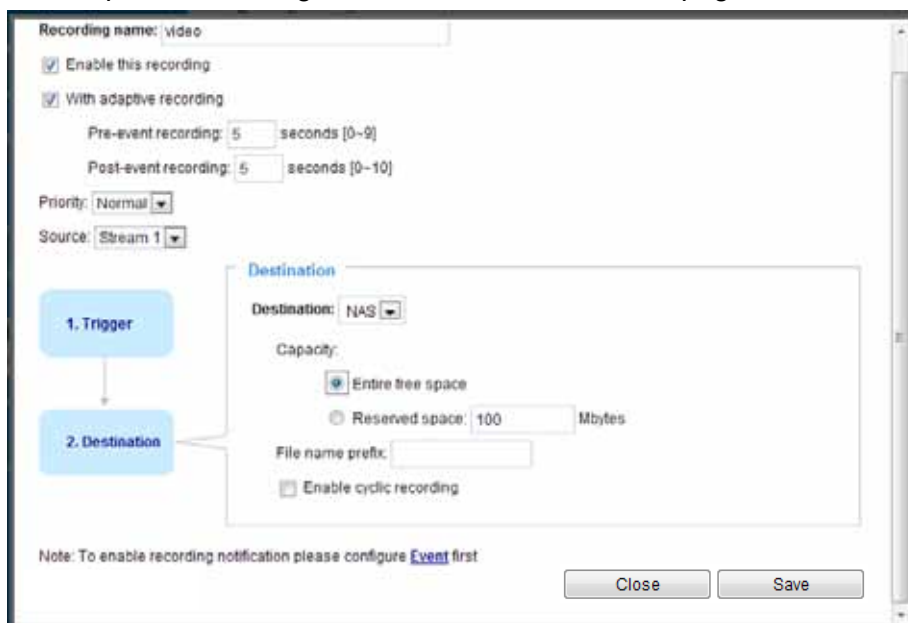 Recording name: video
Enable this recording
With adaptive recording
Pre-event recording: 5 seconds [0~9]
Post-event recording: 5 seconds [0~10]
Priority: Normal
Source: Stream 1
Destination
1. Trigger
Destination: NAS
Capacity:
Entire free space
Reserved space: 100 Mbytes
2. Destination
File name prefix:
Enable cyclic recording
Note: To enable recording notification please configure Event first
Close Save